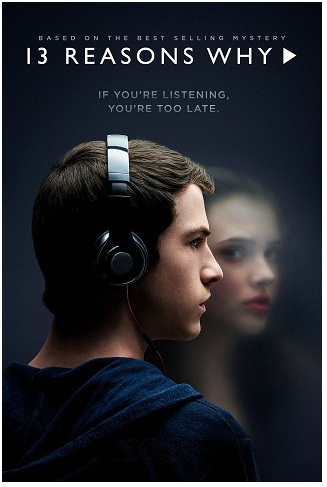 BASED ON THE BEST SELLING MYSTERY
13 REASONS WHY
IF YOU'RE LISTENING,
YOU'RE TOO LATE.